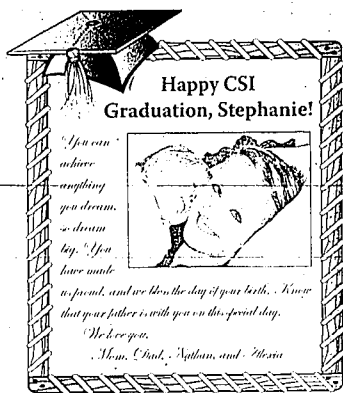 Happy CSI
Graduation, Stephanie!
You can
achieve
anything
you dream,
so dream
big. You
have made
us proud, and we bless the day of your birth. Know
that your father is with you on this special day.
We love you,
Mom, Dad, Nathan, and Alexia